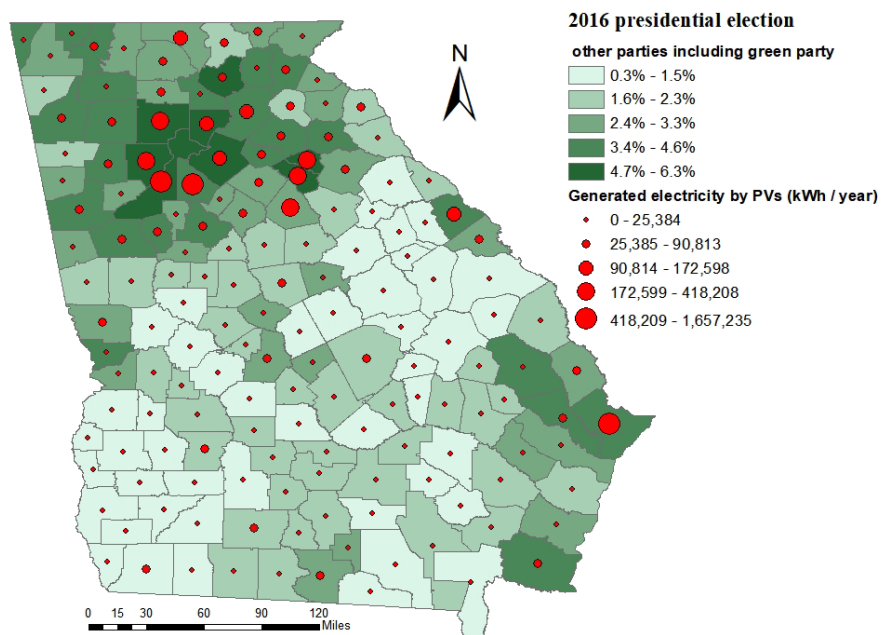 2016 presidential election
other parties including green party
0.3% - 1.5%
1.6% - 2.3%
2.4% - 3.3%
3.4% - 4.6%
4.7% - 6.3%
Generated electricity by PVs (kWh / year)
0 - 25,384
25,385 - 90,813
90,814 - 172,598
172,599 - 418,208
418,209 - 1,657,235
N
0 15 30 60 90 120
Miles